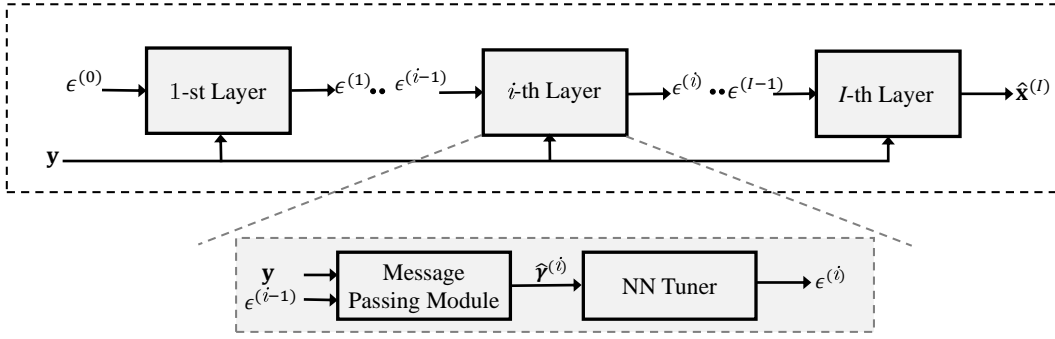 ϵ⁽⁰⁾ 1-st Layer ϵ⁽¹⁾ •• ϵ⁽ⁱ⁻¹⁾ i-th Layer ϵ⁽ⁱ⁾ •• ϵ⁽ᴵ⁻¹⁾ I-th Layer x̂⁽ᴵ⁾
y
y Message Passing Module γ̂⁽ⁱ⁾ NN Tuner ϵ⁽ⁱ⁾
ϵ⁽ⁱ⁻¹⁾